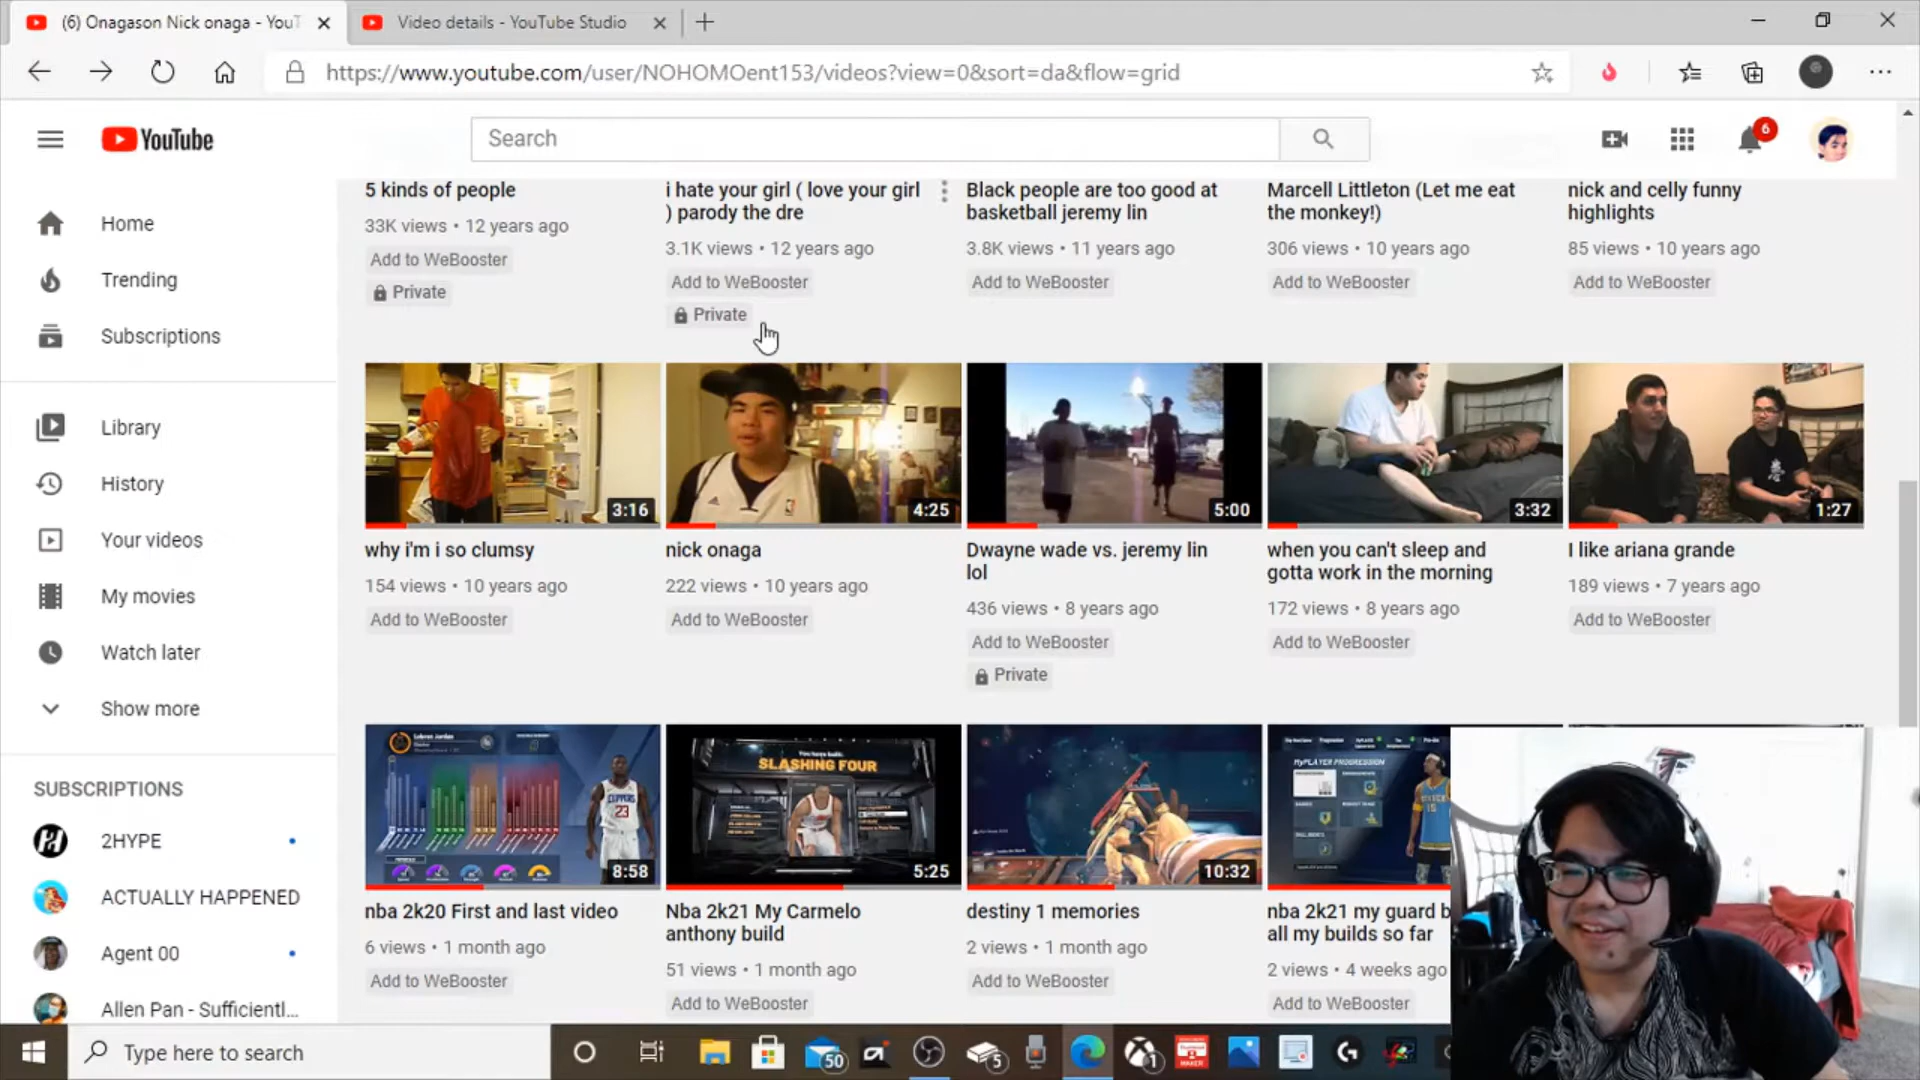 (6) Onagason Nick onaga - YouT
Video details - YouTube Studio
https://www.youtube.com/user/NOHOMOent153/videos?view=0&sort=da&flow=grid
YouTube
Search
6
Home
Trending
Subscriptions
Library
History
Your videos
My movies
Watch later
Show more
SUBSCRIPTIONS
2HYPE
ACTUALLY HAPPENED
Agent 00
Allen Pan - Sufficientl...
5 kinds of people
33K views • 12 years ago
Add to WeBooster
Private
i hate your girl ( love your girl
) parody the dre
3.1K views • 12 years ago
Add to WeBooster
Private
Black people are too good at
basketball jeremy lin
3.8K views • 11 years ago
Add to WeBooster
Marcell Littleton (Let me eat
the monkey!)
306 views • 10 years ago
Add to WeBooster
nick and celly funny
highlights
85 views • 10 years ago
Add to WeBooster
3:16
why i'm i so clumsy
154 views • 10 years ago
Add to WeBooster
4:25
nick onaga
222 views • 10 years ago
Add to WeBooster
5:00
Dwayne wade vs. jeremy lin
lol
436 views • 8 years ago
Add to WeBooster
Private
3:32
when you can't sleep and
gotta work in the morning
172 views • 8 years ago
Add to WeBooster
1:27
I like ariana grande
189 views • 7 years ago
Add to WeBooster
CLIPPERS
23
8:58
nba 2k20 First and last video
6 views • 1 month ago
Add to WeBooster
SLASHING FOUR
5:25
Nba 2k21 My Carmelo
anthony build
51 views • 1 month ago
Add to WeBooster
10:32
destiny 1 memories
2 views • 1 month ago
Add to WeBooster
MyPLAYER PROGRESSION
15
nba 2k21 my guard b
all my builds so far
2 views • 4 weeks ago
Add to WeBooster
Type here to search
50
5
1
MAKER